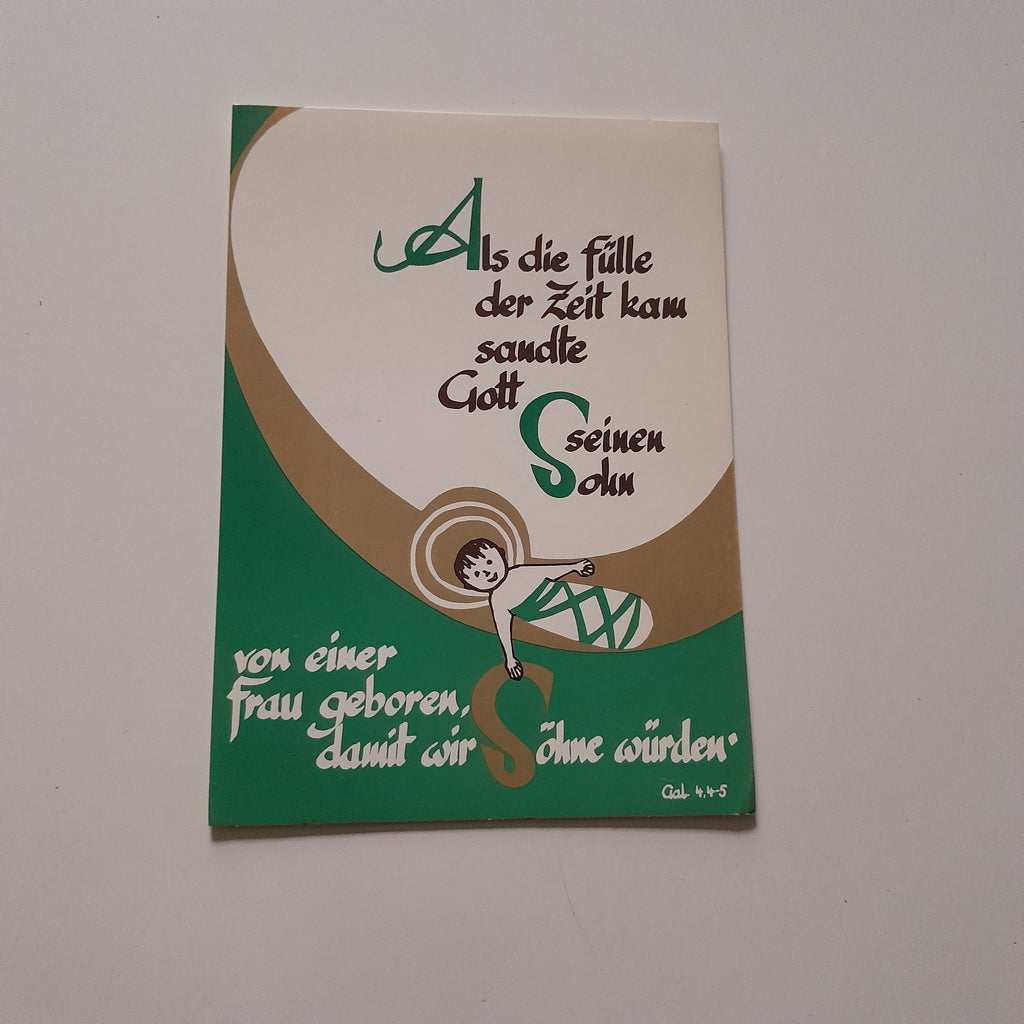 Als die Fülle
der Zeit kam
sandte
Gott
seinen
Sohn
von einer
Frau geboren,
damit wir Söhne würden.
Gal. 4,4-5